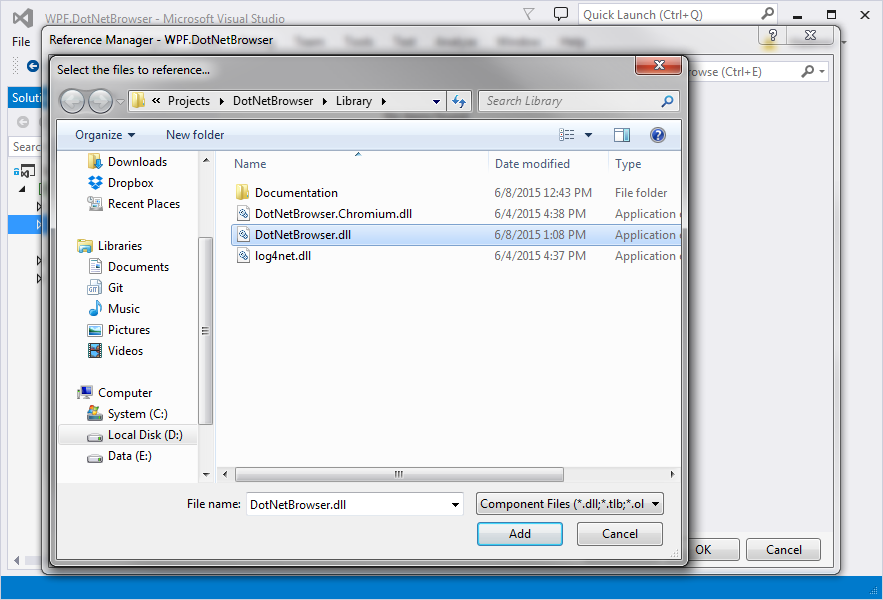 WPF.DotNetBrowser - Microsoft Visual Studio
Quick Launch (Ctrl+Q)
File
Reference Manager - WPF.DotNetBrowser
Team Tools Test Analyze Window Help
?
Select the files to reference...
rowse (Ctrl+E)
Soluti
« Projects DotNetBrowser Library
Search Library
Organize
New folder
?
Searc
Name
Date modified
Type
Downloads
Dropbox
Recent Places
Libraries
Documents
Git
Music
Pictures
Videos
Computer
System (C:)
Local Disk (D:)
Data (E:)
Documentation 6/8/2015 12:43 PM File folder
DotNetBrowser.Chromium.dll 6/4/2015 4:38 PM Application e
DotNetBrowser.dll 6/8/2015 1:08 PM Application e
log4net.dll 6/4/2015 4:37 PM Application e
File name: DotNetBrowser.dll
Component Files (*.dll;*.tlb;*.ol
Add
Cancel
OK
Cancel